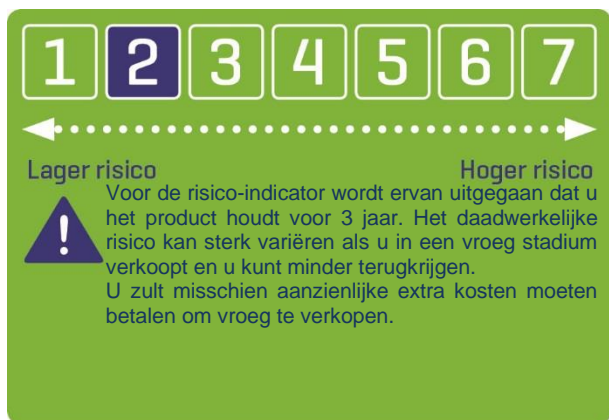 1 2 3 4 5 6 7
Lager risico Hoger risico
Voor de risico-indicator wordt ervan uitgegaan dat u
het product houdt voor 3 jaar. Het daadwerkelijke
risico kan sterk variëren als u in een vroeg stadium
verkoopt en u kunt minder terugkrijgen.
U zult misschien aanzienlijke extra kosten moeten
betalen om vroeg te verkopen.